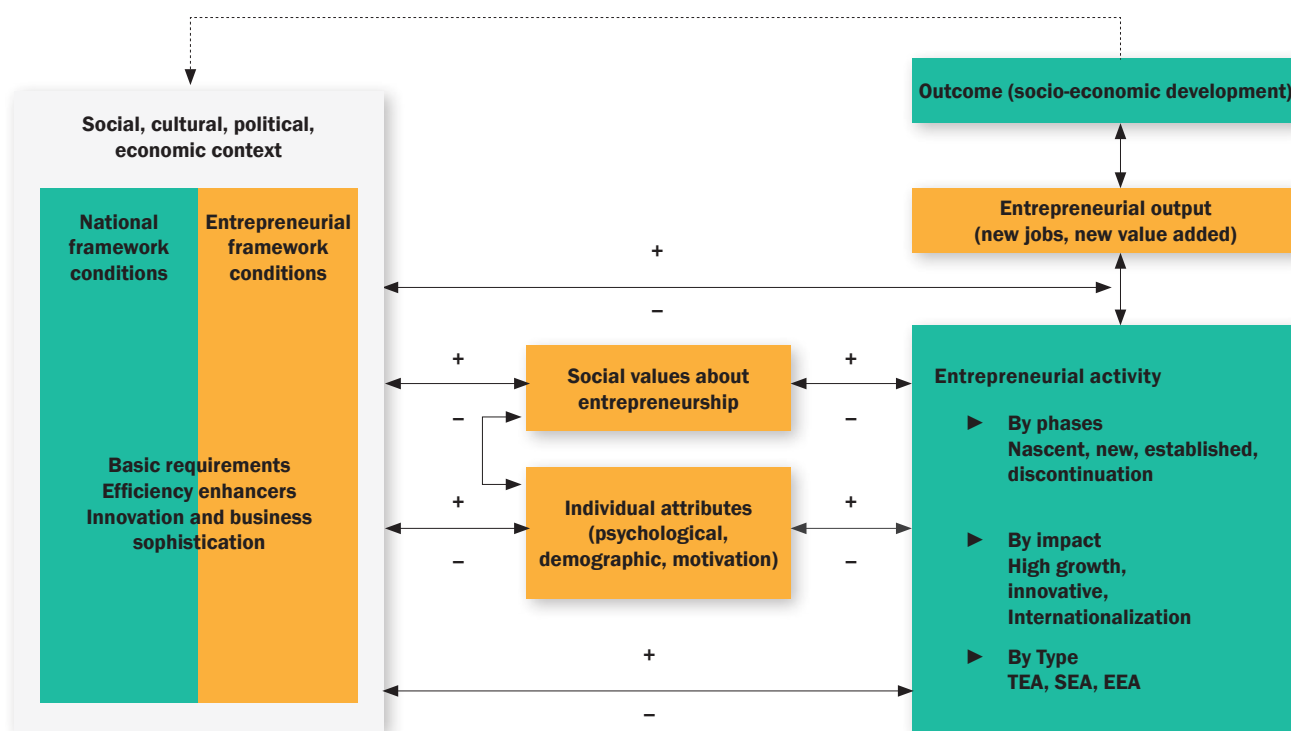 Outcome (socio-economic development)
Social, cultural, political,
economic context
National
framework
conditions
Entrepreneurial
framework
conditions
Basic requirements
Efficiency enhancers
Innovation and business
sophistication
Entrepreneurial output
(new jobs, new value added)
+
–
+
–
Social values about
entrepreneurship
+
–
+
–
Individual attributes
(psychological,
demographic, motivation)
+
–
+
–
Entrepreneurial activity
► By phases
Nascent, new, established,
discontinuation
► By impact
High growth,
innovative,
Internationalization
► By Type
TEA, SEA, EEA